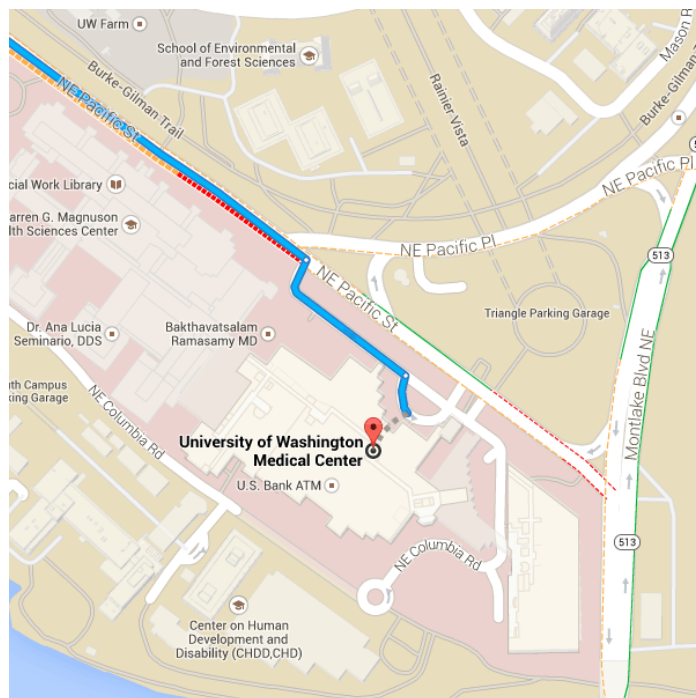 UW Farm
School of Environmental
and Forest Sciences
Mason R
Burke-Gilman Trail
Burke-Gilman T
NE Pacific St
Rainier Vista
cial Work Library
NE Pacific Pl
arren G. Magnuson
lth Sciences Center
NE Pacific Pl
513
NE Pacific St
Triangle Parking Garage
Dr. Ana Lucia
Seminario, DDS
Bakthavatsalam
Ramasamy MD
Montlake Blvd NE
uth Campus
king Garage
NE Columbia Rd
University of Washington
Medical Center
U.S. Bank ATM
513
NE Columbia Rd
Center on Human
Development and
Disability (CHDD,CHD)